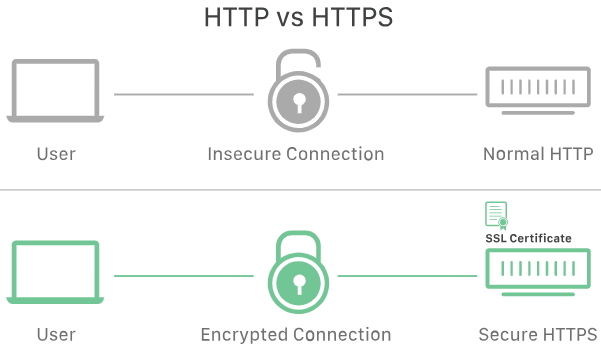 HTTP vs HTTPS
User
Insecure Connection
Normal HTTP
SSL Certificate
User
Encrypted Connection
Secure HTTPS